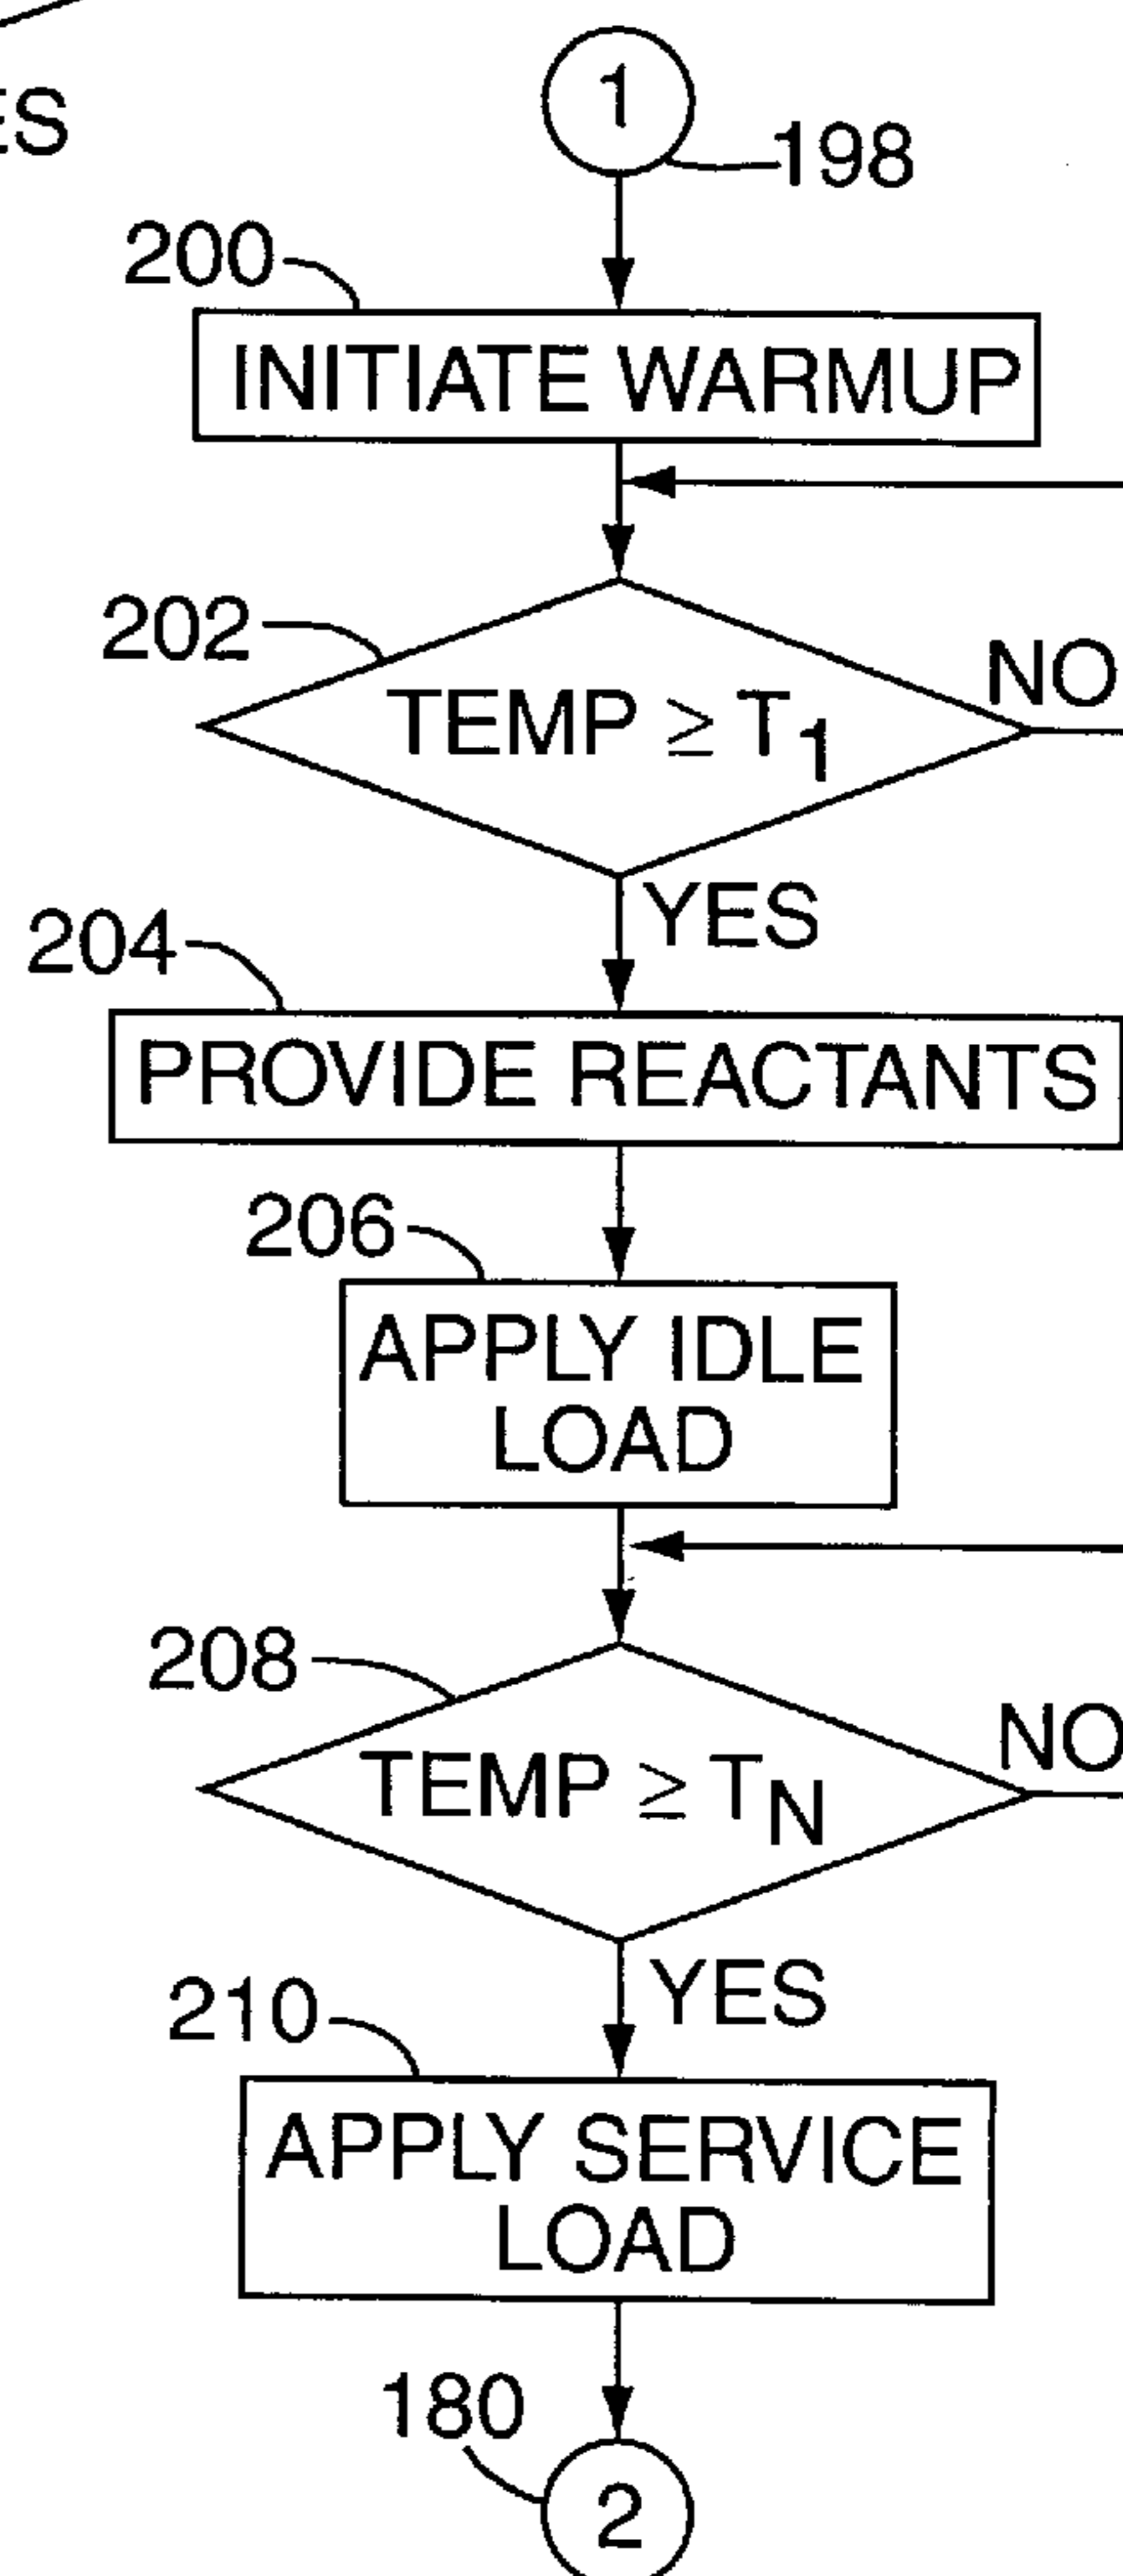 1
198
200
INITIATE WARMUP
202
NO
TEMP ≥ T1
YES
204
PROVIDE REACTANTS
206
APPLY IDLE
LOAD
208
NO
TEMP ≥ TN
YES
210
APPLY SERVICE
LOAD
180
2